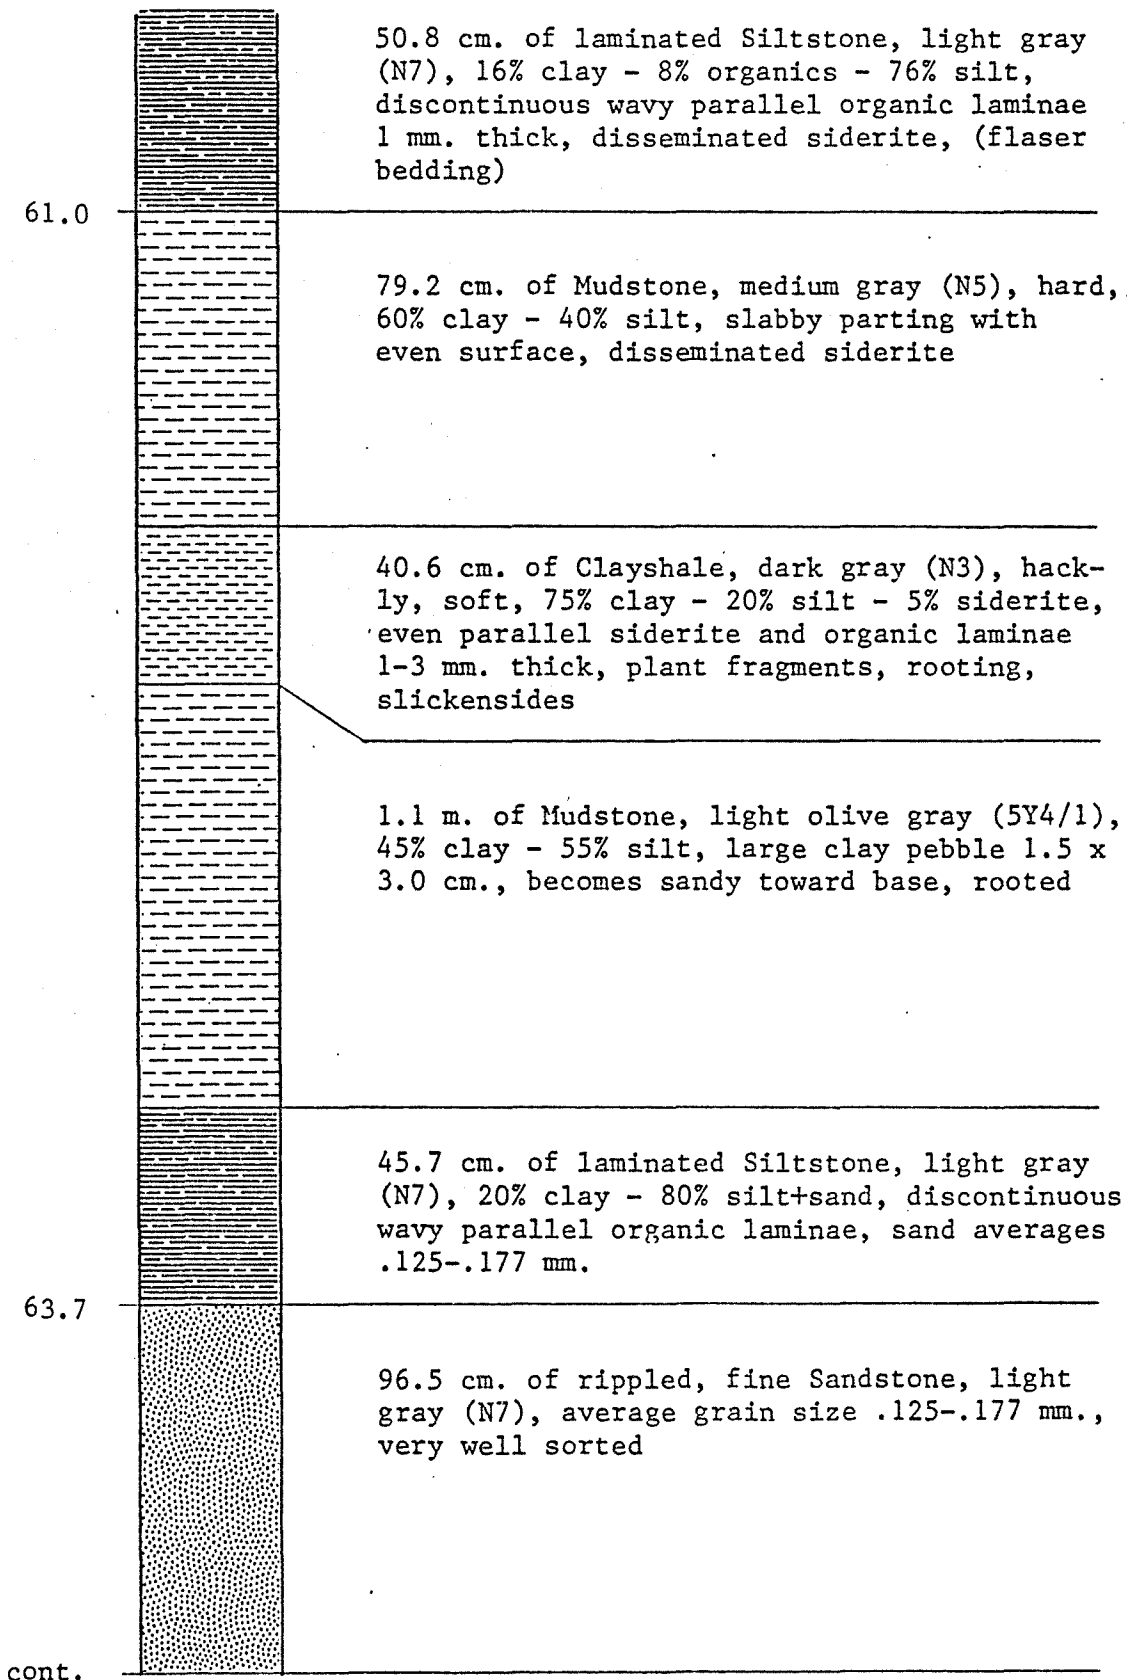 50.8 cm. of laminated Siltstone, light gray
(N7), 16% clay - 8% organics - 76% silt,
discontinuous wavy parallel organic laminae
1 mm. thick, disseminated siderite, (flaser
bedding)
61.0
79.2 cm. of Mudstone, medium gray (N5), hard,
60% clay - 40% silt, slabby parting with
even surface, disseminated siderite
40.6 cm. of Clayshale, dark gray (N3), hack-
ly, soft, 75% clay - 20% silt - 5% siderite,
even parallel siderite and organic laminae
1-3 mm. thick, plant fragments, rooting,
slickensides
1.1 m. of Mudstone, light olive gray (5Y4/1),
45% clay - 55% silt, large clay pebble 1.5 x
3.0 cm., becomes sandy toward base, rooted
45.7 cm. of laminated Siltstone, light gray
(N7), 20% clay - 80% silt+sand, discontinuous
wavy parallel organic laminae, sand averages
.125-.177 mm.
63.7
96.5 cm. of rippled, fine Sandstone, light
gray (N7), average grain size .125-.177 mm.,
very well sorted
cont.